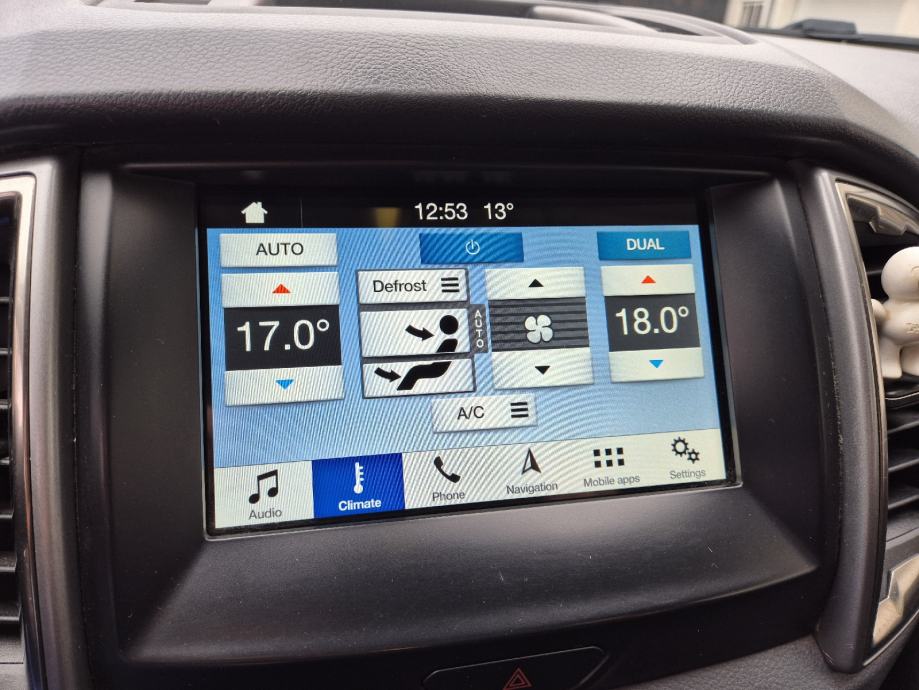 12:53 13°
AUTO
DUAL
Defrost
17.0°
AUTO
18.0°
A/C
Audio
Climate
Phone
Navigation
Mobile apps
Settings